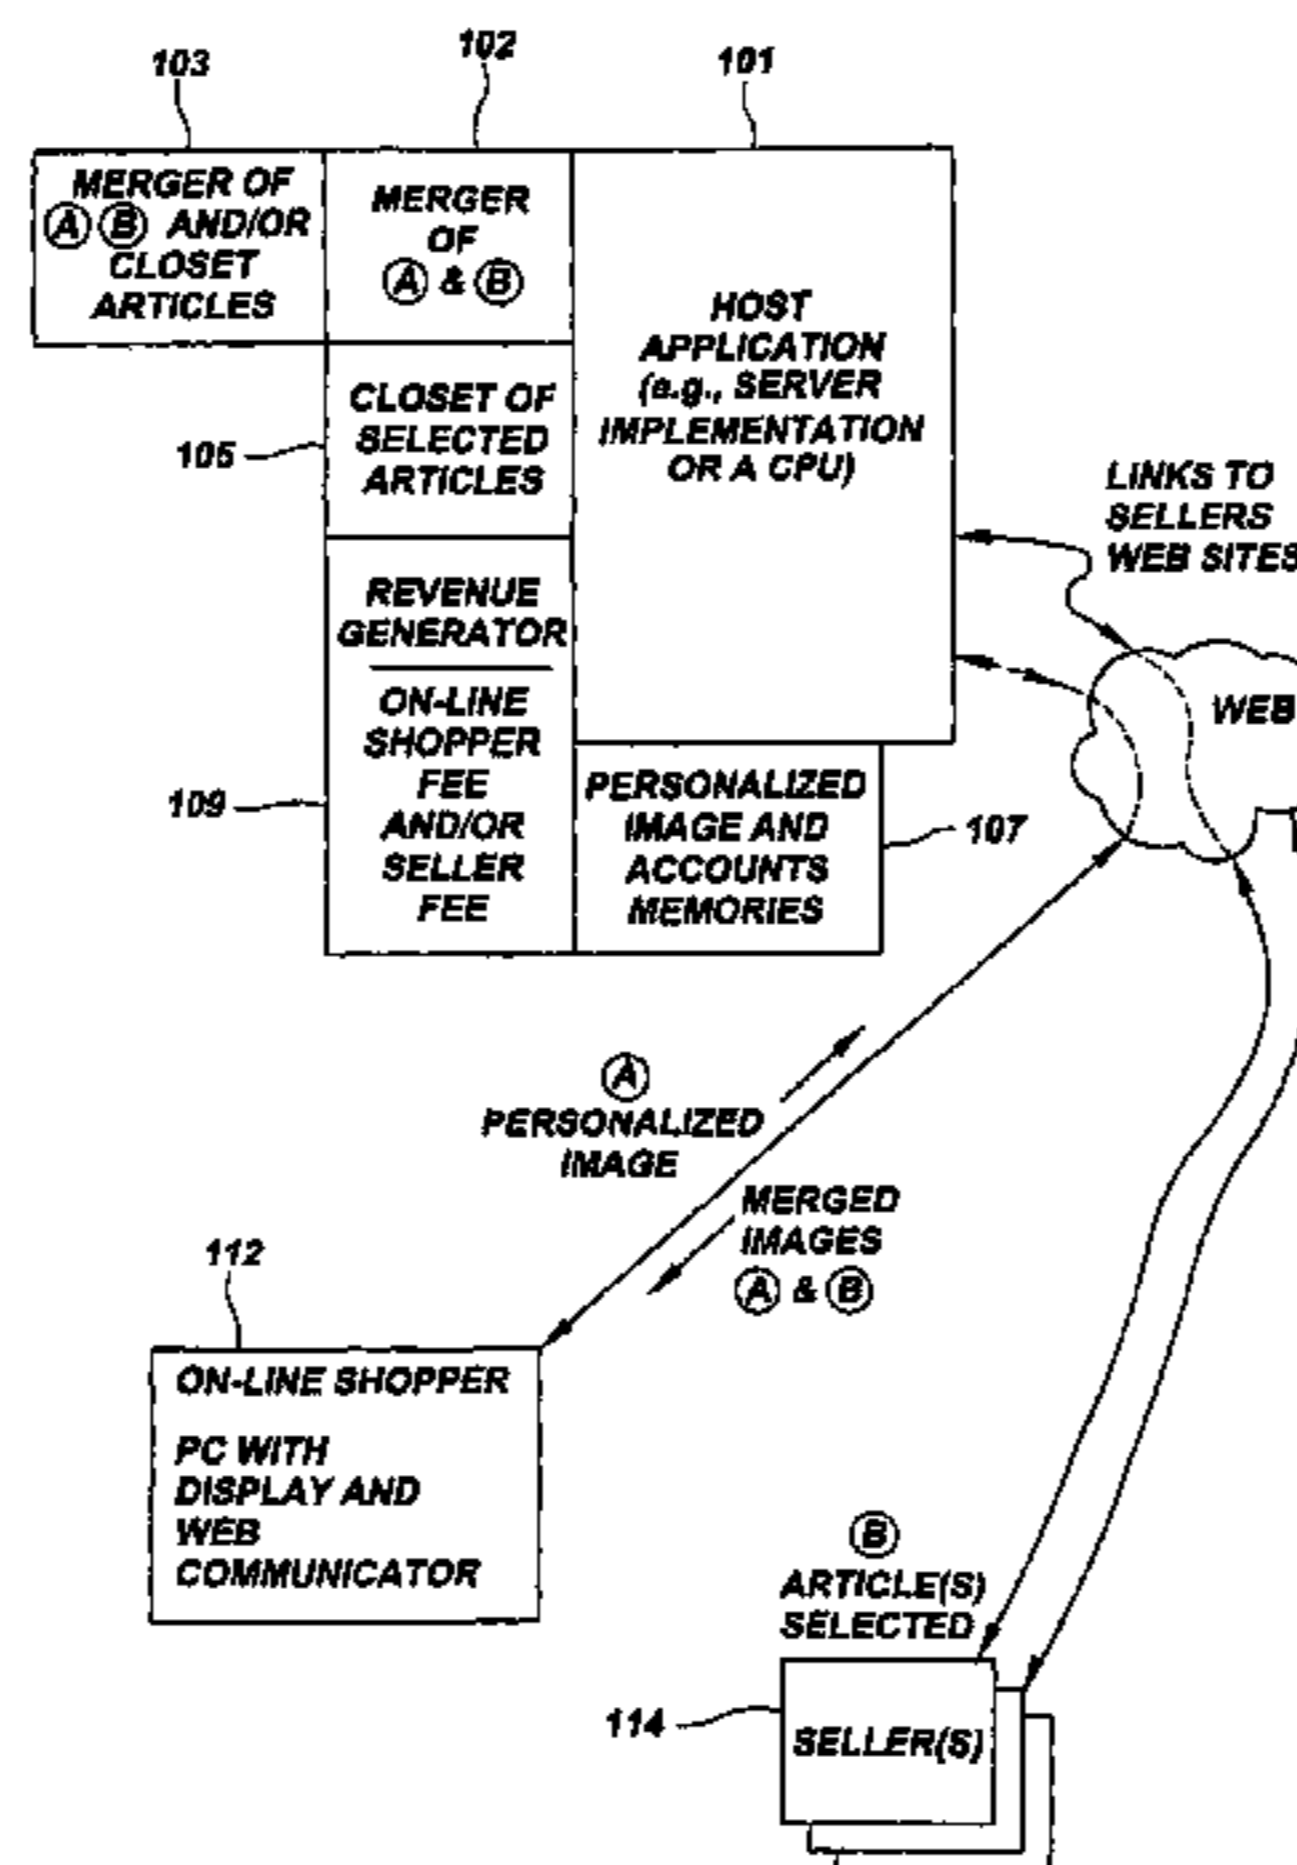 103
102
101
MERGER OF
A B AND/OR
CLOSET
ARTICLES
MERGER
OF
A & B
HOST
APPLICATION
(e.g., SERVER
IMPLEMENTATION
OR A CPU)
105
CLOSET OF
SELECTED
ARTICLES
LINKS TO
SELLERS
WEB SITES
REVENUE
GENERATOR
ON-LINE
SHOPPER
FEE
AND/OR
SELLER
FEE
109
WEB
PERSONALIZED
IMAGE AND
ACCOUNTS
MEMORIES
107
A
PERSONALIZED
IMAGE
MERGED
IMAGES
A & B
112
ON-LINE SHOPPER
PC WITH
DISPLAY AND
WEB
COMMUNICATOR
B
ARTICLE(S)
SELECTED
114
SELLER(S)